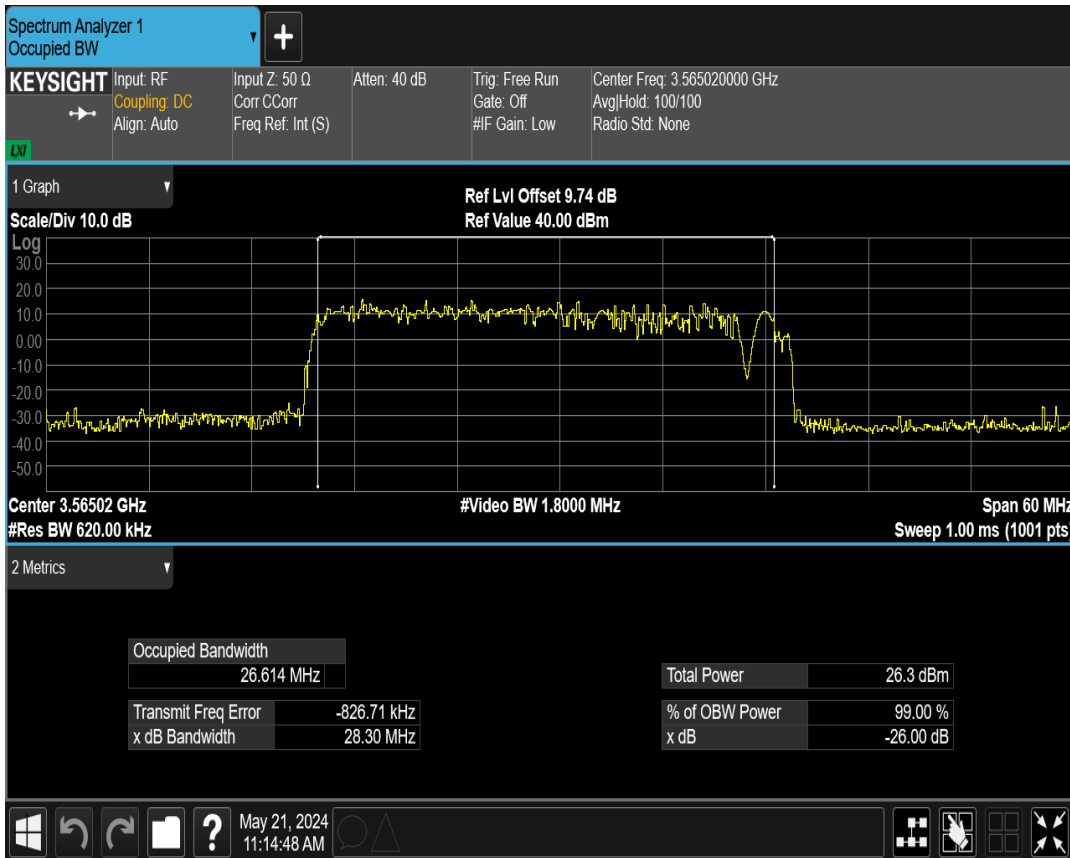 Spectrum Analyzer 1
Occupied BW
KEYSIGHT
LXI
Input: RF
Coupling: DC
Align: Auto
Input Z: 50 Ω
Corr CCorr
Freq Ref: Int (S)
Atten: 40 dB
Trig: Free Run
Gate: Off
#IF Gain: Low
Center Freq: 3.565020000 GHz
Avg|Hold: 100/100
Radio Std: None
1 Graph
Scale/Div 10.0 dB
Ref Lvl Offset 9.74 dB
Ref Value 40.00 dBm
Log
30.0
20.0
10.0
0.00
-10.0
-20.0
-30.0
-40.0
-50.0
Center 3.56502 GHz
#Res BW 620.00 kHz
#Video BW 1.8000 MHz
Span 60 MHz
Sweep 1.00 ms (1001 pts)
2 Metrics
Occupied Bandwidth
26.614 MHz
Transmit Freq Error -826.71 kHz
x dB Bandwidth 28.30 MHz
Total Power 26.3 dBm
% of OBW Power 99.00 %
x dB -26.00 dB
?
May 21, 2024
11:14:48 AM